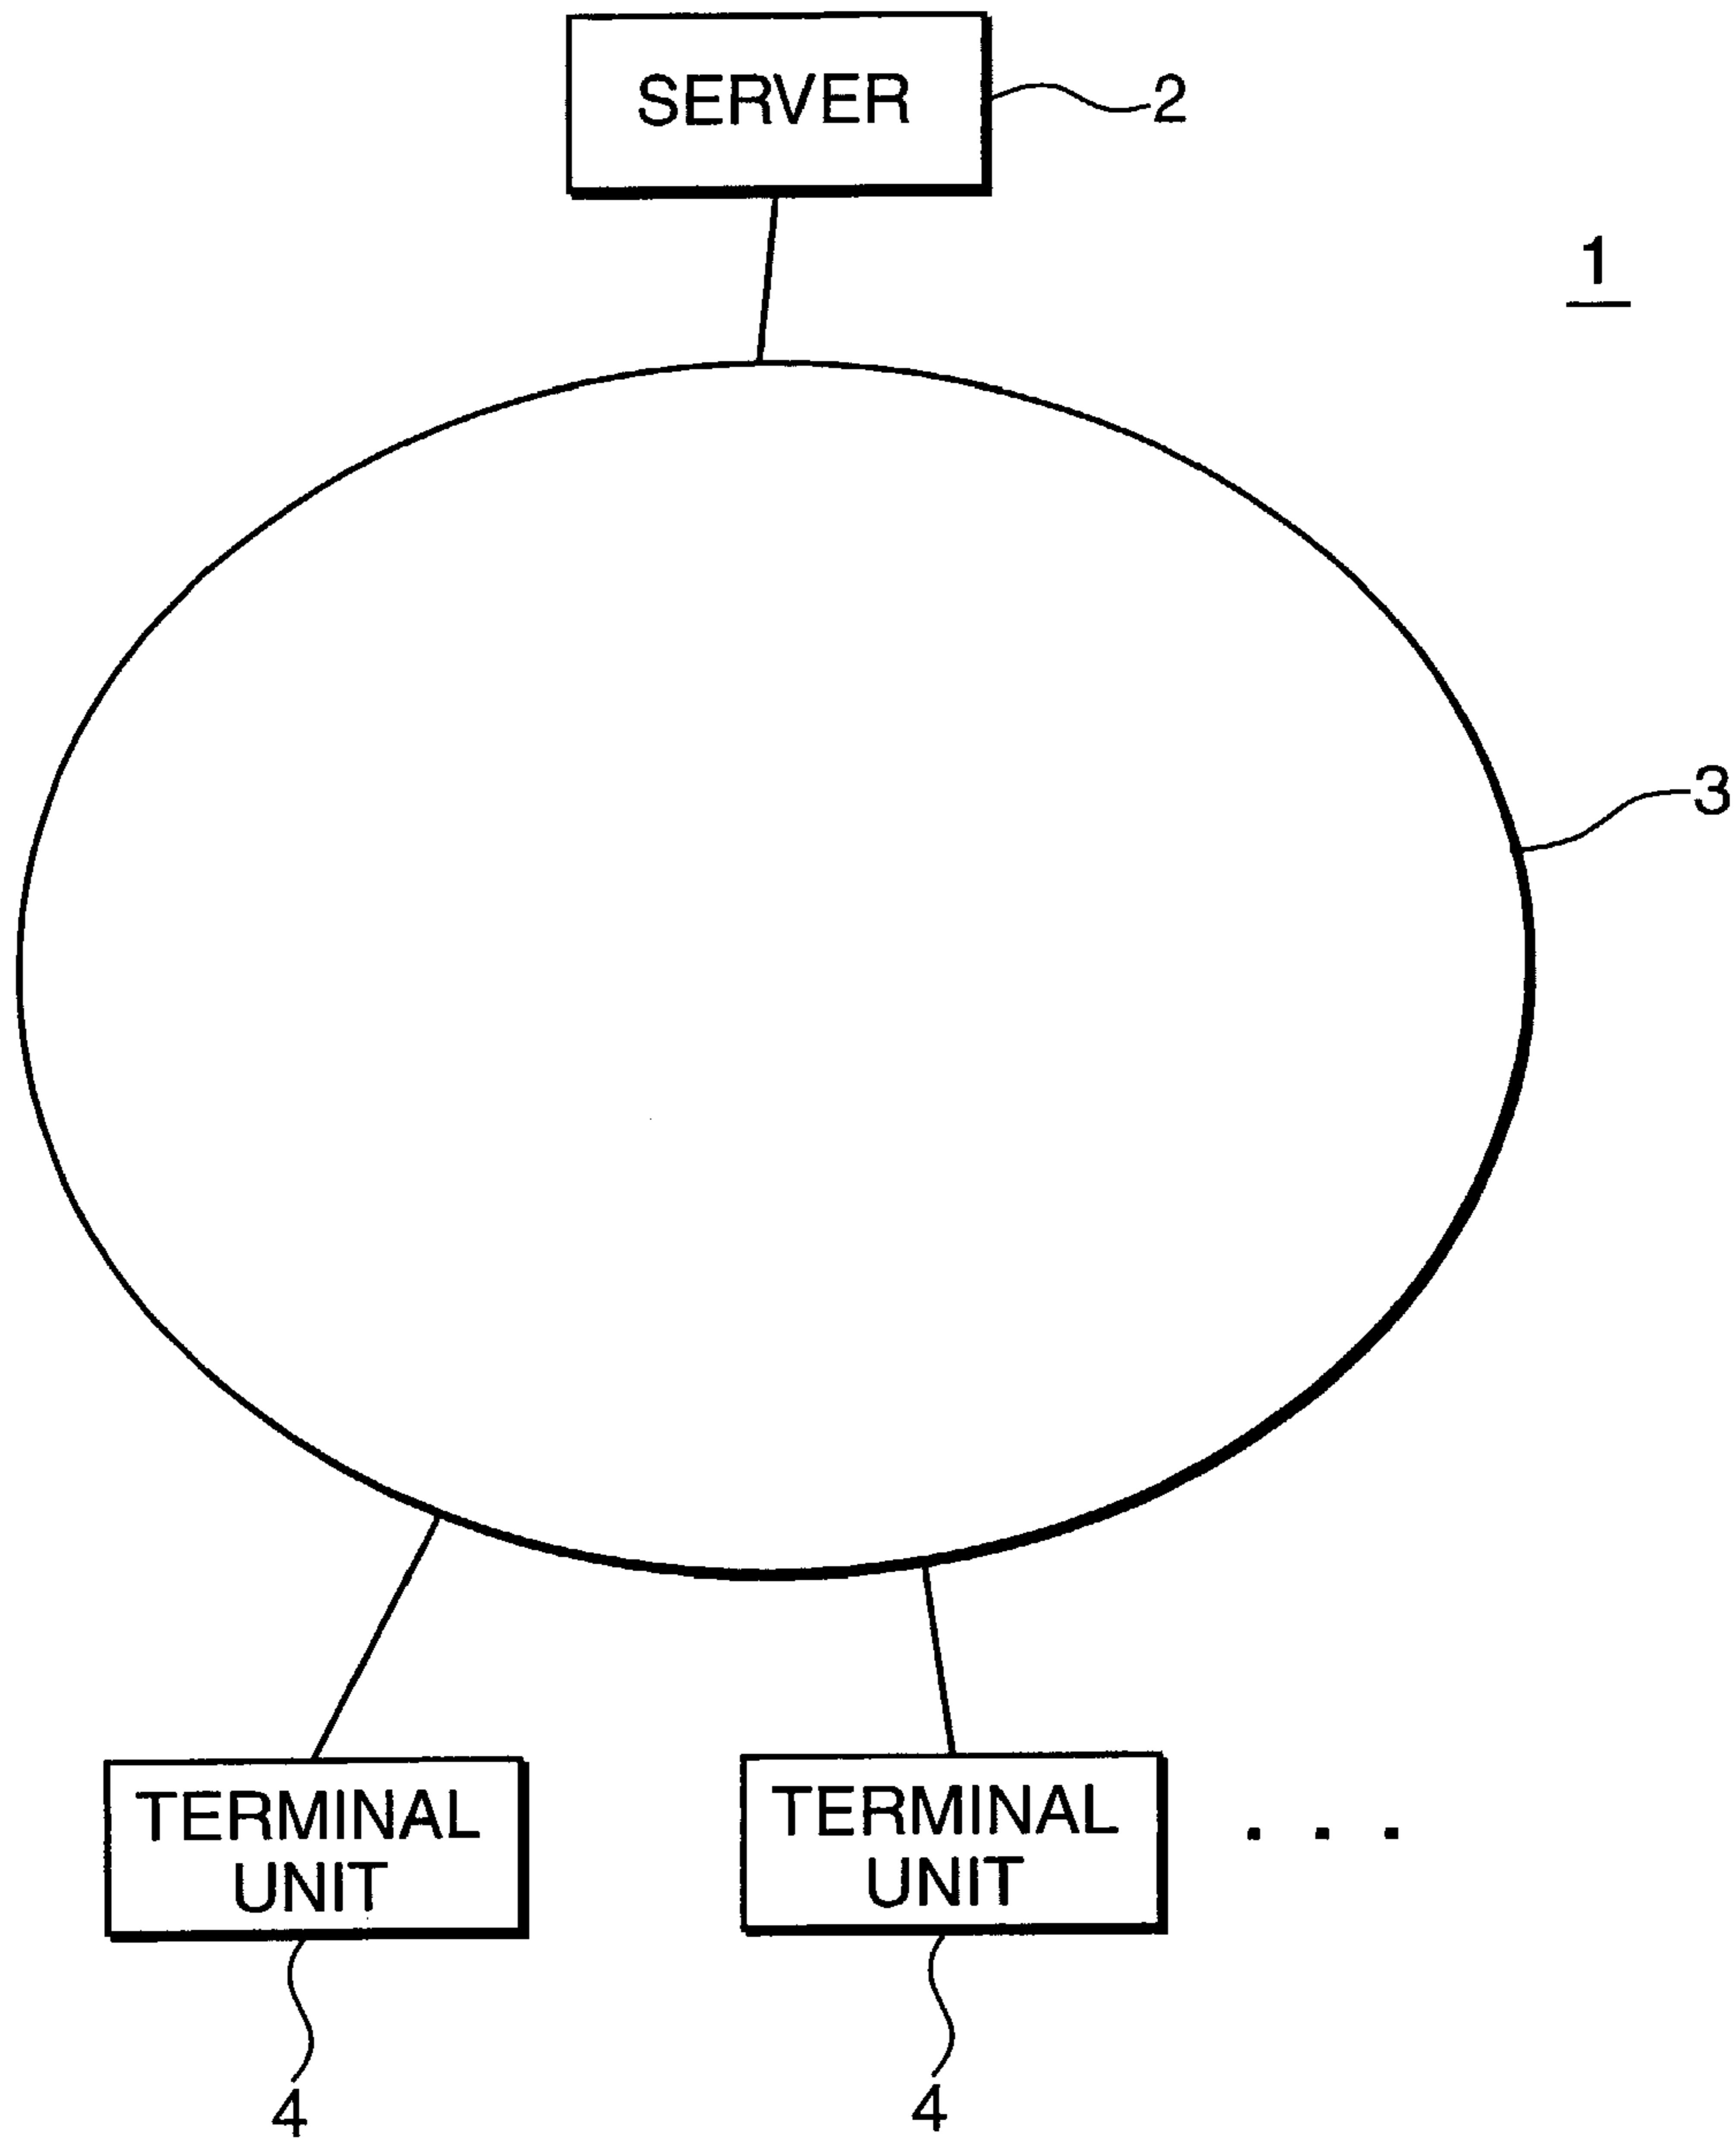 SERVER
2
1
3
TERMINAL
UNIT
TERMINAL
UNIT
. . .
4
4